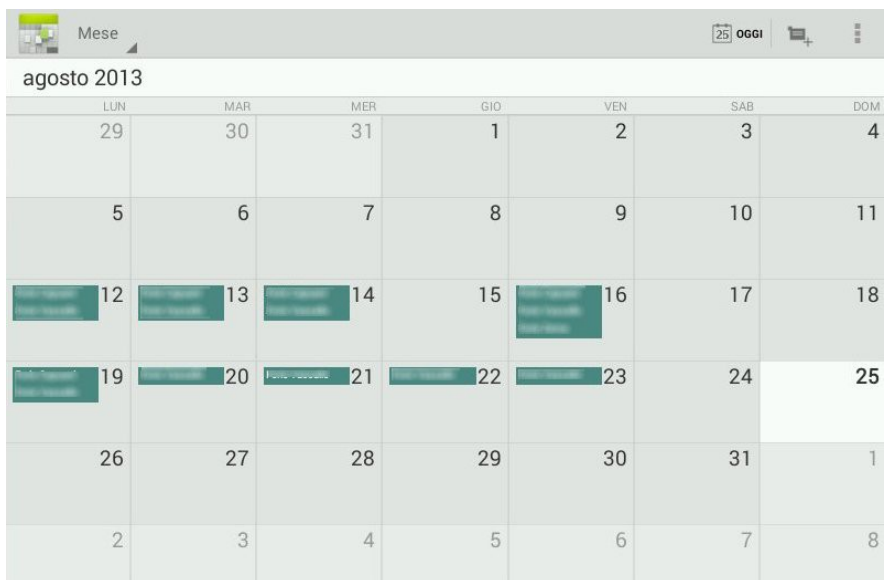 Mese
25 OGGI
agosto 2013
LUN MAR MER GIO VEN SAB DOM
29 30 31 1 2 3 4
5 6 7 8 9 10 11
12 13 14 15 16 17 18
19 20 21 22 23 24 25
26 27 28 29 30 31 1
2 3 4 5 6 7 8